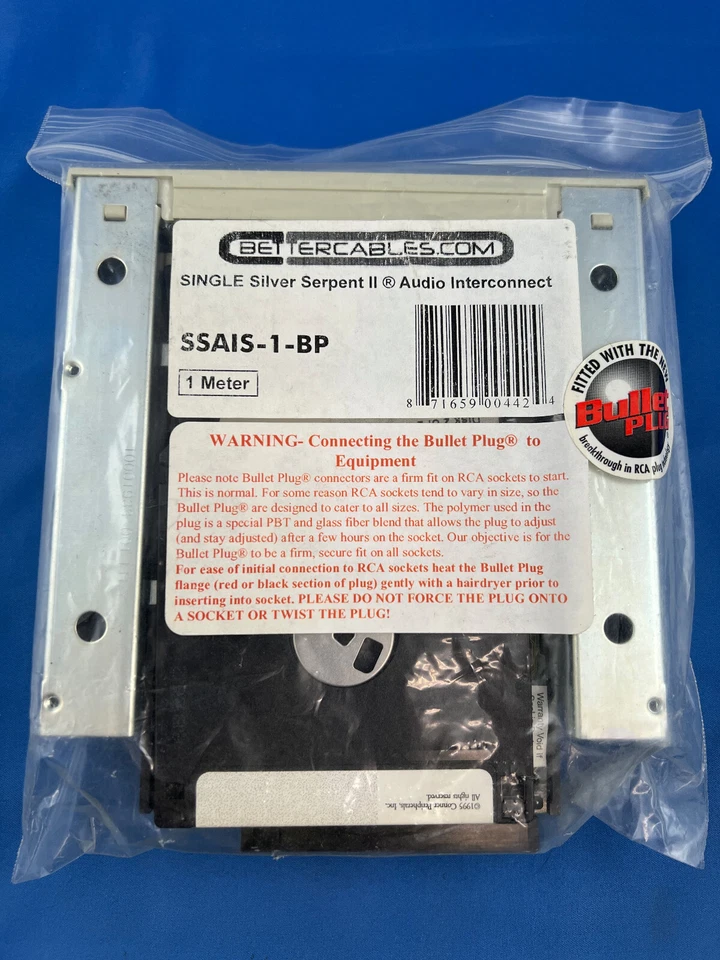 BETTERCABLES.COM
SINGLE Silver Serpent II ® Audio Interconnect
SSAIS-1-BP
1 Meter
8 71659 00442 4
FITTED WITH THE NEW
Bullet
PLUG
breakthrough in RCA plug
WARNING- Connecting the Bullet Plug® to
Equipment
Please note Bullet Plug® connectors are a firm fit on RCA sockets to start.
This is normal. For some reason RCA sockets tend to vary in size, so the
Bullet Plug® are designed to cater to all sizes. The polymer used in the
plug is a special PBT and glass fiber blend that allows the plug to adjust
(and stay adjusted) after a few hours on the socket. Our objective is for the
Bullet Plug® to be a firm, secure fit on all sockets.
For ease of initial connection to RCA sockets heat the Bullet Plug
flange (red or black section of plug) gently with a hairdryer prior to
inserting into socket. PLEASE DO NOT FORCE THE PLUG ONTO
A SOCKET OR TWIST THE PLUG!
Warranty Void If
©1995 Conner Peripherals, Inc.
All rights reserved.